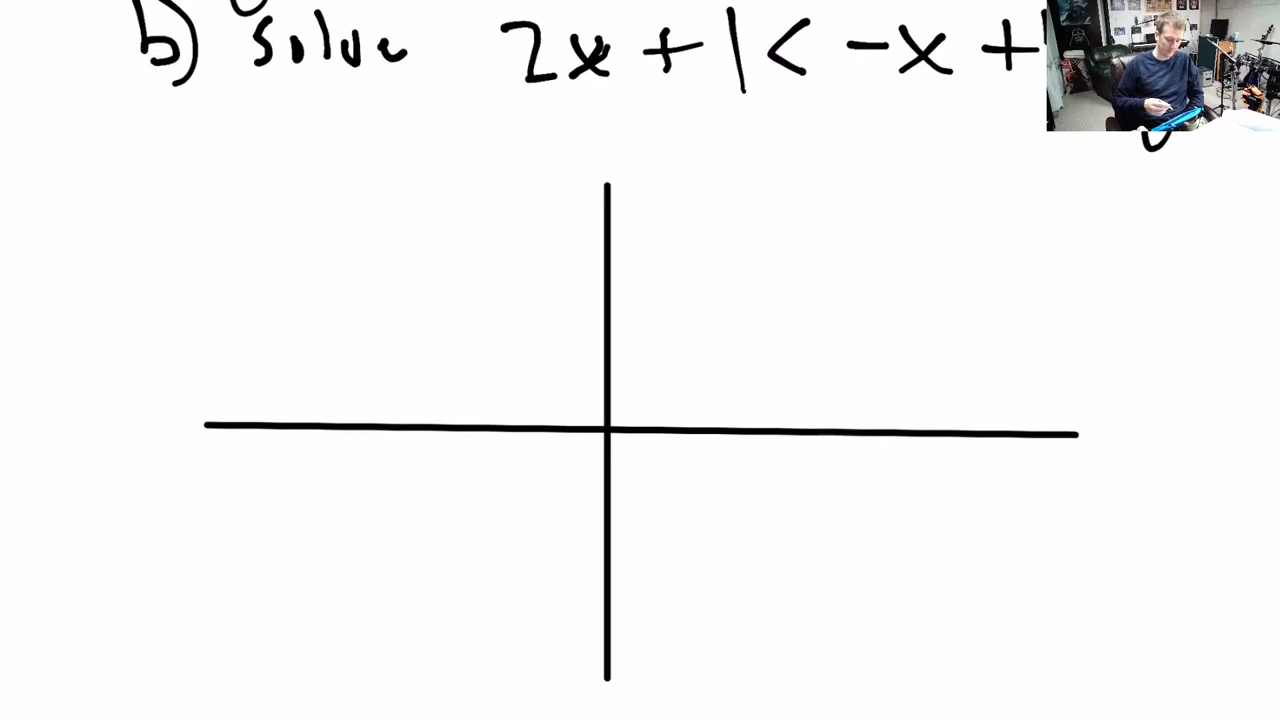 b) Solve 2x + 1 < -x +